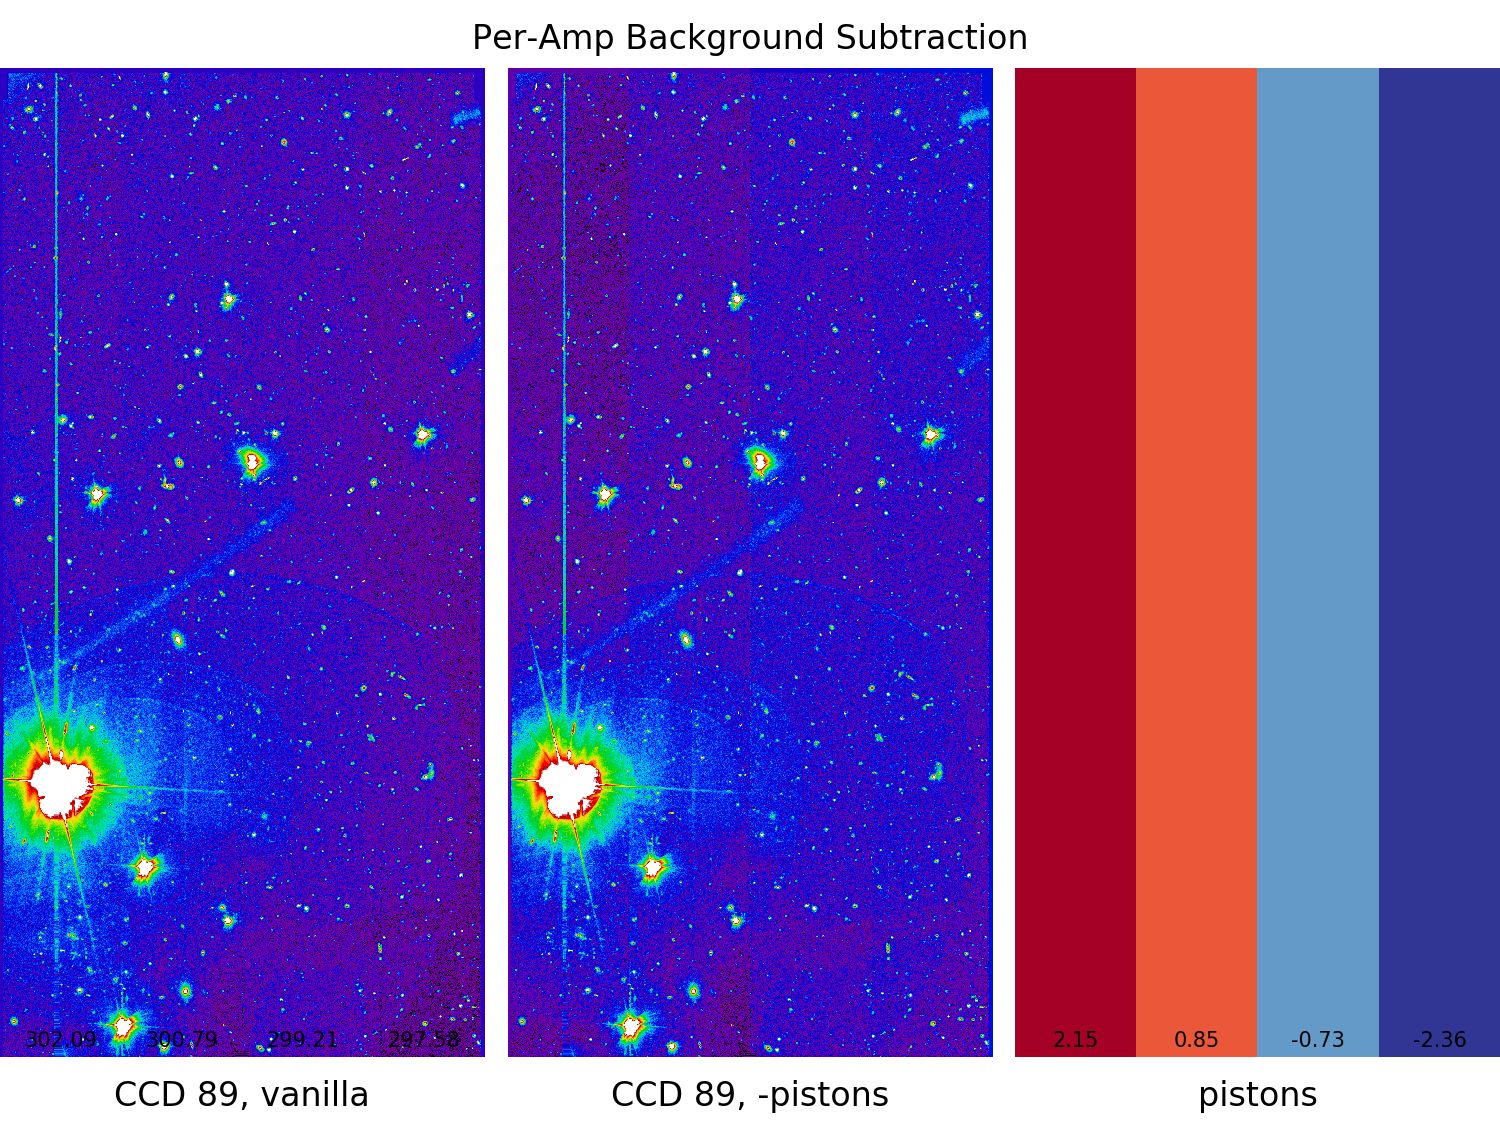 Per-Amp Background Subtraction
302.09 300.79 299.21 297.58
2.15 0.85 -0.73 -2.36
CCD 89, vanilla
CCD 89, -pistons
pistons